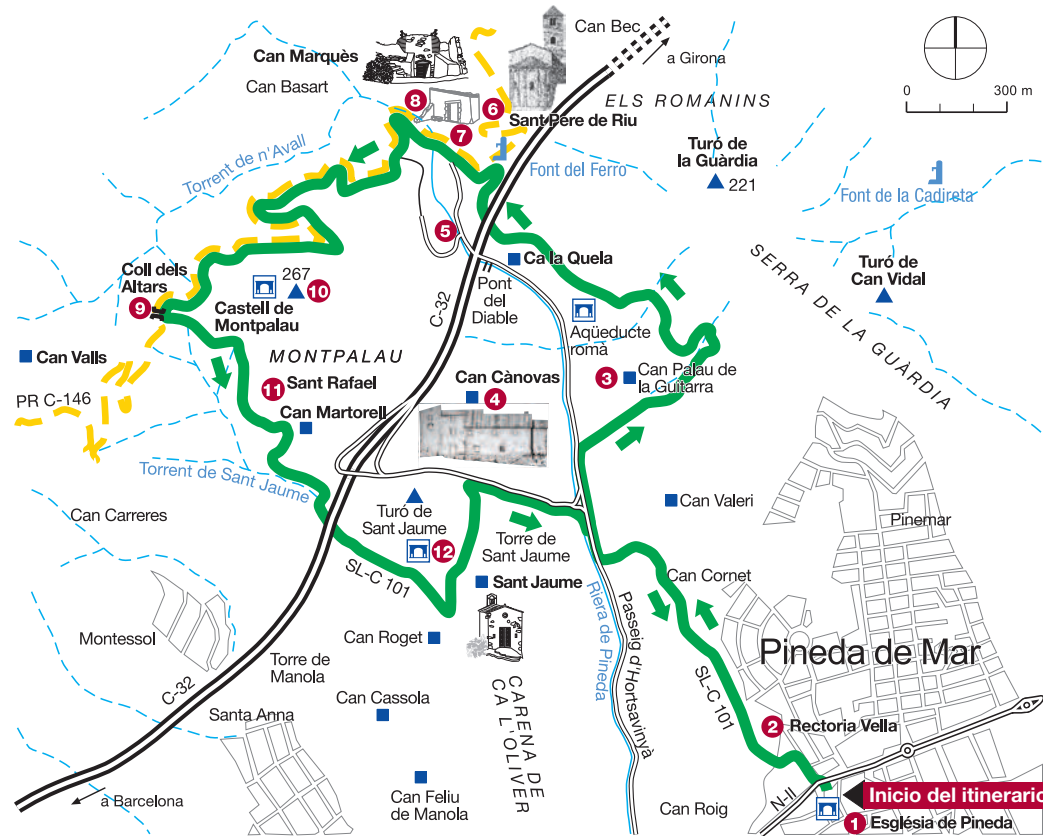 Can Bec
a Girona
Can Marquès
Can Basart
ELS ROMANINS
0
300 m
8
6
7
Sant Pere de Riu
Turó de
la Guàrdia
221
Torrent de n'Avall
Font del Ferro
Font de la Cadireta
5
Ca la Quela
Turó de
Can Vidal
SERRA DE LA GUÀRDIA
Coll dels
Altars
9
267
10
Castell de
Montpalau
Pont
del
Diable
C-32
Aqüeducte
romà
MONTPALAU
Can Valls
PR C-146
11
Sant Rafael
Can Martorell
Can Cànovas
4
3
Can Palau de
la Guitarra
Torrent de Sant Jaume
Can Carreres
Turó de
Sant Jaume
12
Torre de
Sant Jaume
Can Valeri
Pinemar
SL-C 101
Sant Jaume
Can Cornet
Riera de Pineda
Passeig d'Hortsavinyà
Montessol
Can Roget
Torre de
Manola
C-32
CARENA DE
CA L'OLIVER
Pineda de Mar
SL-C 101
Can Cassola
Santa Anna
2
Rectoria Vella
a Barcelona
Can Feliu
de Manola
Can Roig
N-II
Inicio del itinerario
1
Església de Pineda